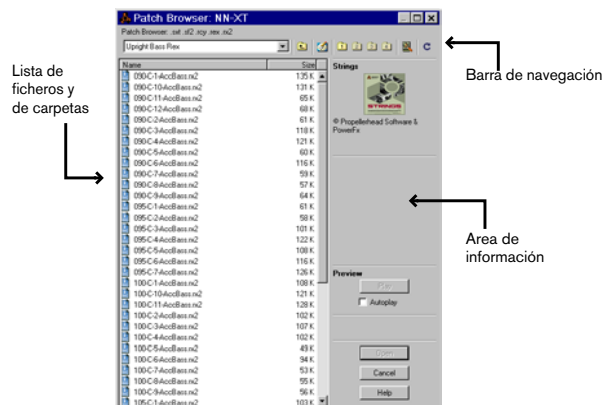 Patch Browser: NN-XT
Patch Browser: .sxt .sf2 .rcy .rex .rx2
Upright Bass Rex
Name Size
090-C-1-AccBass.rx2 135 K
090-C-10-AccBass.rx2 131 K
090-C-11-AccBass.rx2 65 K
090-C-12-AccBass.rx2 68 K
090-C-2-AccBass.rx2 61 K
090-C-3-AccBass.rx2 118 K
090-C-4-AccBass.rx2 121 K
090-C-5-AccBass.rx2 60 K
090-C-6-AccBass.rx2 116 K
090-C-7-AccBass.rx2 59 K
090-C-8-AccBass.rx2 57 K
090-C-9-AccBass.rx2 64 K
095-C-1-AccBass.rx2 61 K
095-C-2-AccBass.rx2 58 K
095-C-3-AccBass.rx2 101 K
095-C-4-AccBass.rx2 122 K
095-C-5-AccBass.rx2 108 K
095-C-6-AccBass.rx2 116 K
095-C-7-AccBass.rx2 126 K
100-C-1-AccBass.rx2 108 K
100-C-10-AccBass.rx2 121 K
100-C-11-AccBass.rx2 128 K
100-C-2-AccBass.rx2 102 K
100-C-3-AccBass.rx2 107 K
100-C-4-AccBass.rx2 102 K
100-C-5-AccBass.rx2 49 K
100-C-6-AccBass.rx2 94 K
100-C-7-AccBass.rx2 53 K
100-C-8-AccBass.rx2 55 K
100-C-9-AccBass.rx2 56 K
105-C-1-AccBass.rx2 103 K
Strings
STRINGS
© Propellerhead Software &
PowerFx
Preview
Play
Autoplay
Open
Cancel
Help
Lista de
ficheros y
de carpetas
Barra de navegación
Area de
información